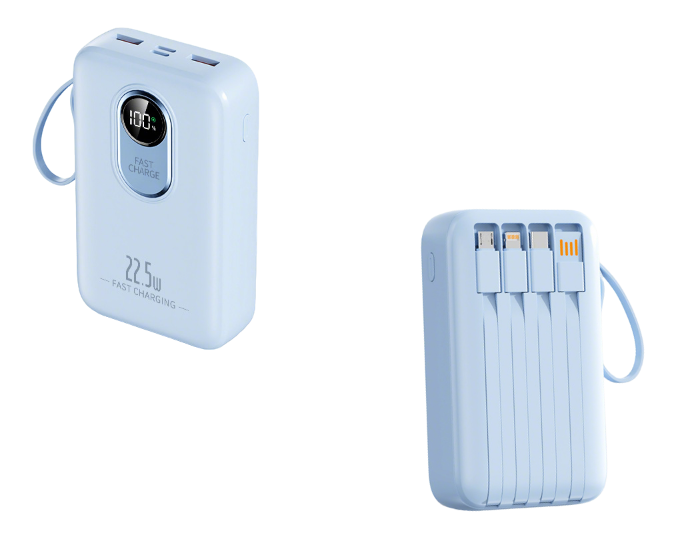 100%
FAST
CHARGE
22.5w
FAST CHARGING